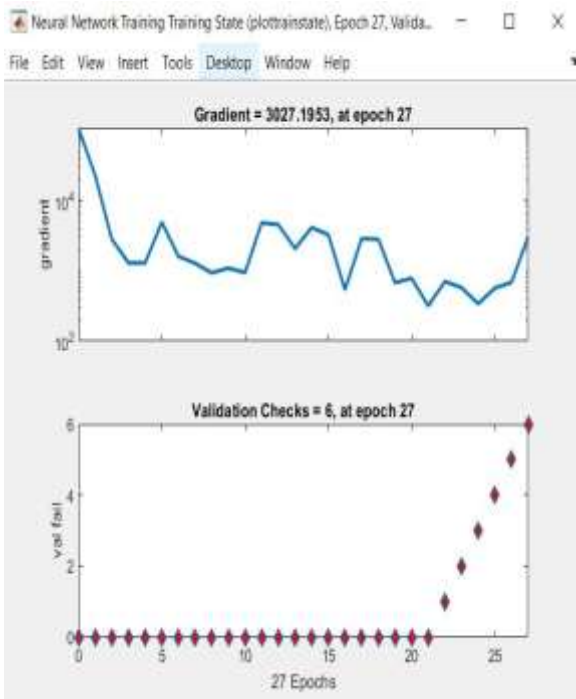 Neural Network Training Training State (plottrainstate), Epoch 27, Valida...
File Edit View Insert Tools Desktop Window Help
Gradient = 3027.1953, at epoch 27
gradient
10⁴
10²
Validation Checks = 6, at epoch 27
val fail
6
4
2
0
0 5 10 15 20 25
27 Epochs